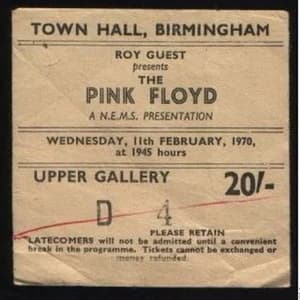 TOWN HALL, BIRMINGHAM
ROY GUEST
presents
THE
PINK FLOYD
A N.E.M.S. PRESENTATION
WEDNESDAY, 11th FEBRUARY, 1970,
at 1945 hours
UPPER GALLERY 20/-
D 4
PLEASE RETAIN
LATECOMERS will not be admitted until a convenient
break in the programme. Tickets cannot be exchanged or
money refunded.